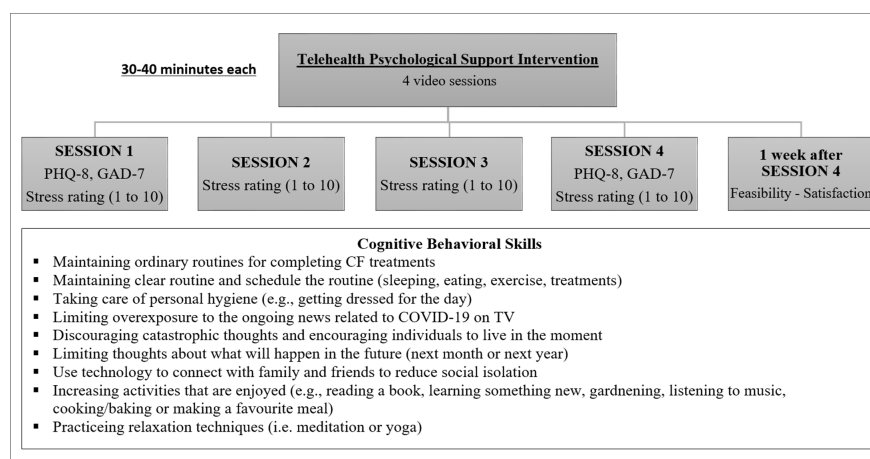 Telehealth Psychological Support Intervention
30-40 mininutes each
4 video sessions
SESSION 1
PHQ-8, GAD-7
Stress rating (1 to 10)
SESSION 2
Stress rating (1 to 10)
SESSION 3
Stress rating (1 to 10)
SESSION 4
PHQ-8, GAD-7
Stress rating (1 to 10)
1 week after
SESSION 4
Feasibility - Satisfaction
Cognitive Behavioral Skills
▪ Maintaining ordinary routines for completing CF treatments
▪ Maintaining clear routine and schedule the routine (sleeping, eating, exercise, treatments)
▪ Taking care of personal hygiene (e.g., getting dressed for the day)
▪ Limiting overexposure to the ongoing news related to COVID-19 on TV
▪ Discouraging catastrophic thoughts and encouraging individuals to live in the moment
▪ Limiting thoughts about what will happen in the future (next month or next year)
▪ Use technology to connect with family and friends to reduce social isolation
▪ Increasing activities that are enjoyed (e.g., reading a book, learning something new, gardnening, listening to music,
cooking/baking or making a favourite meal)
▪ Practiceing relaxation techniques (i.e. meditation or yoga)